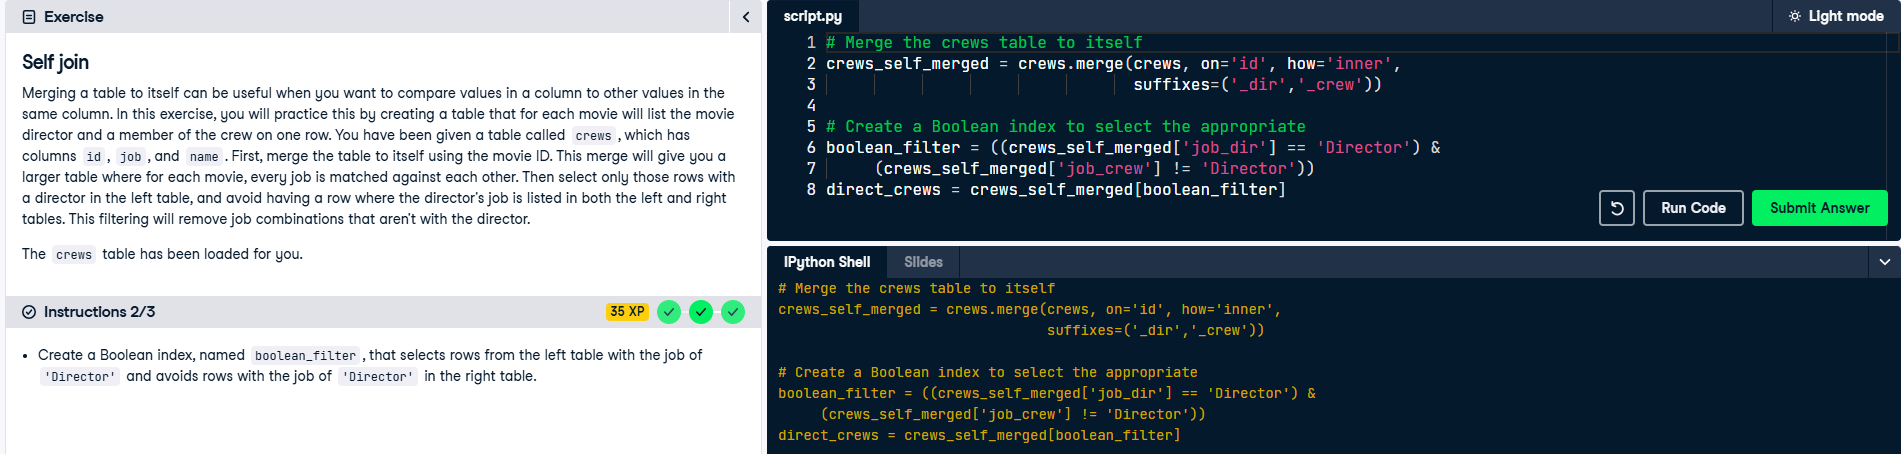 Exercise
Self join
Merging a table to itself can be useful when you want to compare values in a column to other values in the
same column. In this exercise, you will practice this by creating a table that for each movie will list the movie
director and a member of the crew on one row. You have been given a table called crews, which has
columns id, job, and name. First, merge the table to itself using the movie ID. This merge will give you a
larger table where for each movie, every job is matched against each other. Then select only those rows with
a director in the left table, and avoid having a row where the director's job is listed in both the left and right
tables. This filtering will remove job combinations that aren't with the director.
The crews table has been loaded for you.
Instructions 2/3
35 XP
• Create a Boolean index, named boolean_filter, that selects rows from the left table with the job of
'Director' and avoids rows with the job of 'Director' in the right table.
script.py
Light mode
1 # Merge the crews table to itself
2 crews_self_merged = crews.merge(crews, on='id', how='inner',
3 suffixes=('_dir','_crew'))
4
5 # Create a Boolean index to select the appropriate
6 boolean_filter = ((crews_self_merged['job_dir'] == 'Director') &
7 (crews_self_merged['job_crew'] != 'Director'))
8 direct_crews = crews_self_merged[boolean_filter]
Run Code
Submit Answer
IPython Shell
Slides
# Merge the crews table to itself
crews_self_merged = crews.merge(crews, on='id', how='inner',
suffixes=('_dir','_crew'))
# Create a Boolean index to select the appropriate
boolean_filter = ((crews_self_merged['job_dir'] == 'Director') &
(crews_self_merged['job_crew'] != 'Director'))
direct_crews = crews_self_merged[boolean_filter]